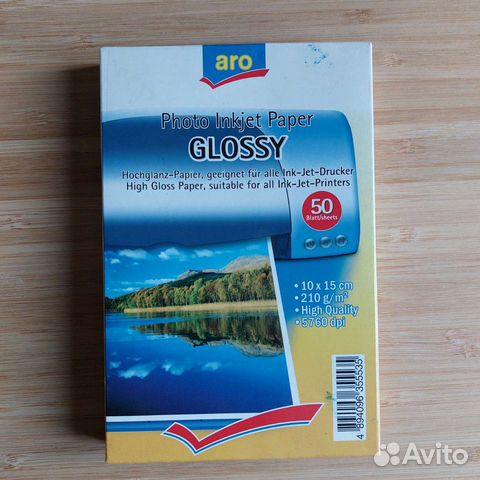 aro
Photo Inkjet Paper
GLOSSY
Hochglanz-Papier, geeignet für alle Ink-Jet-Drucker
High Gloss Paper, suitable for all Ink-Jet-Printers
50
Blatt/sheets
• 10 x 15 cm
• 210 g/m²
• High Quality
• 5760 dpi
4 894096 355535
Avito